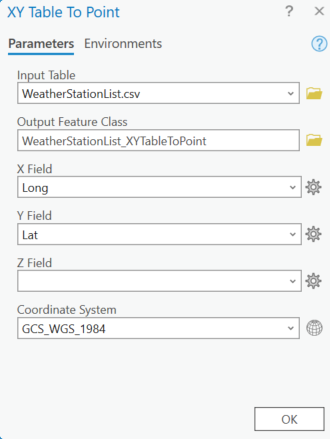 XY Table To Point ? ×
Parameters Environments ?
Input Table
WeatherStationList.csv
Output Feature Class
WeatherStationList_XYTableToPoint
X Field
Long
Y Field
Lat
Z Field
Coordinate System
GCS_WGS_1984
OK